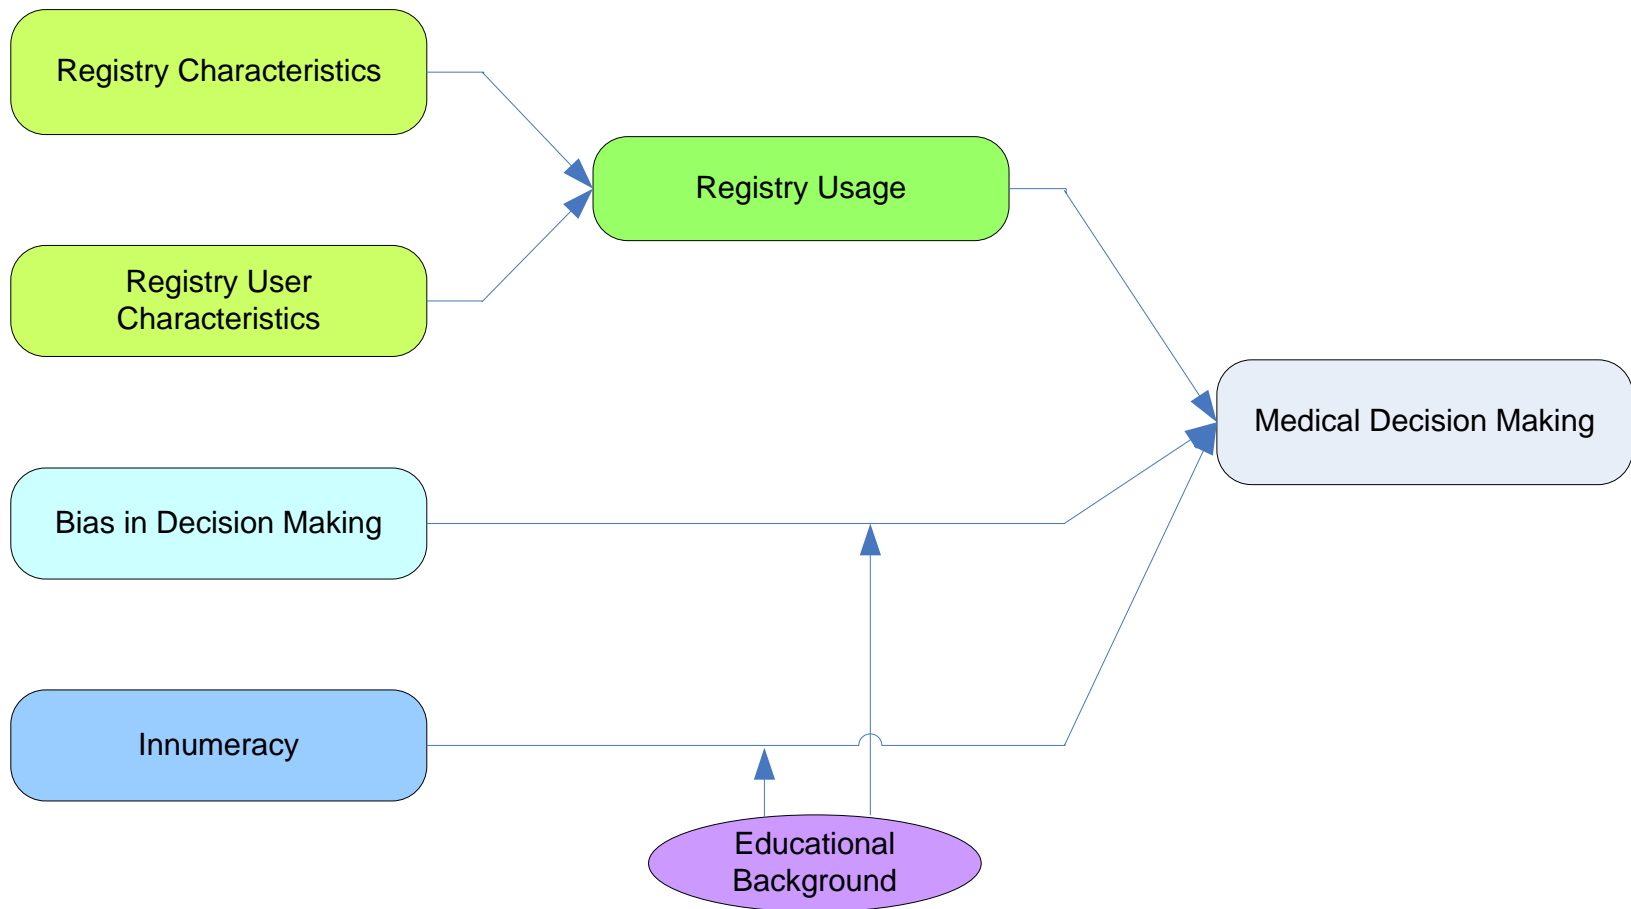 Registry Characteristics
Registry Usage
Registry User
Characteristics
Medical Decision Making
Bias in Decision Making
Innumeracy
Educational
Background